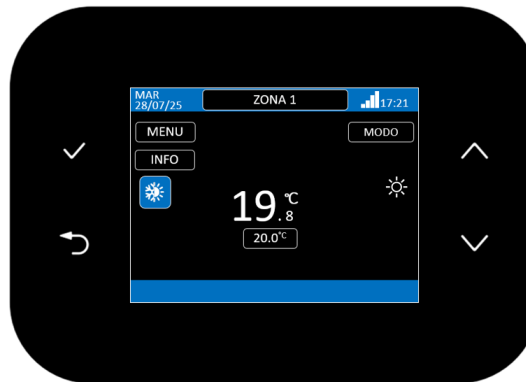 MAR
28/07/25
ZONA 1
17:21
MENU
MODO
INFO
19.8 °C
20.0°C